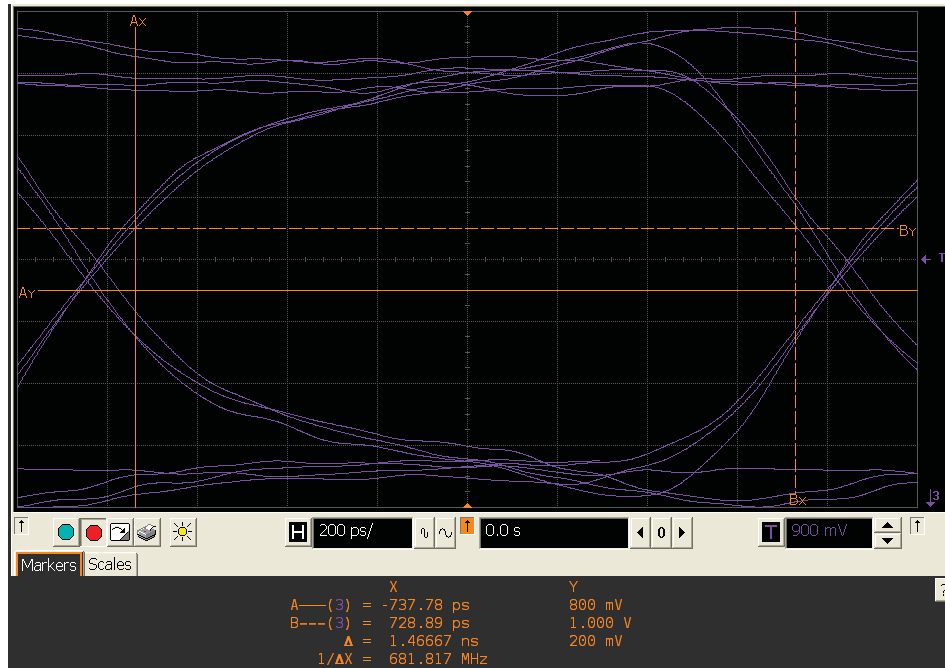 Ax
By
Ay
T
Bx
3
H 200 ps/ 0.0 s 0 T 900 mV
Markers Scales
?
X Y
A——(3) = -737.78 ps 800 mV
B---(3) = 728.89 ps 1.000 V
Δ = 1.46667 ns 200 mV
1/ΔX = 681.817 MHz